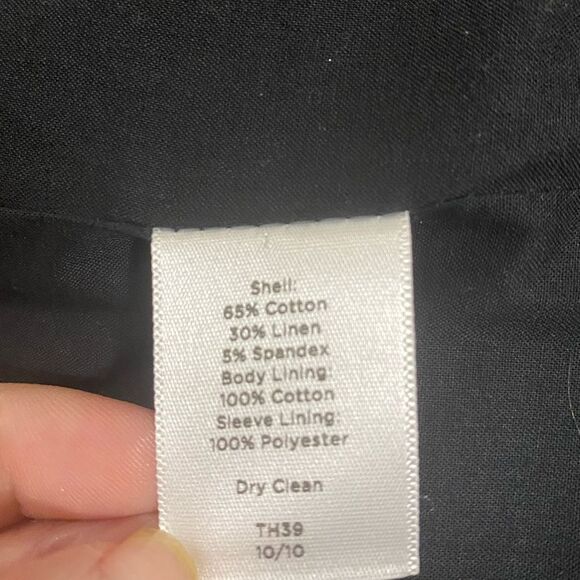 Shell:
65% Cotton
30% Linen
5% Spandex
Body Lining:
100% Cotton
Sleeve Lining:
100% Polyester
Dry Clean
TH39
10/10